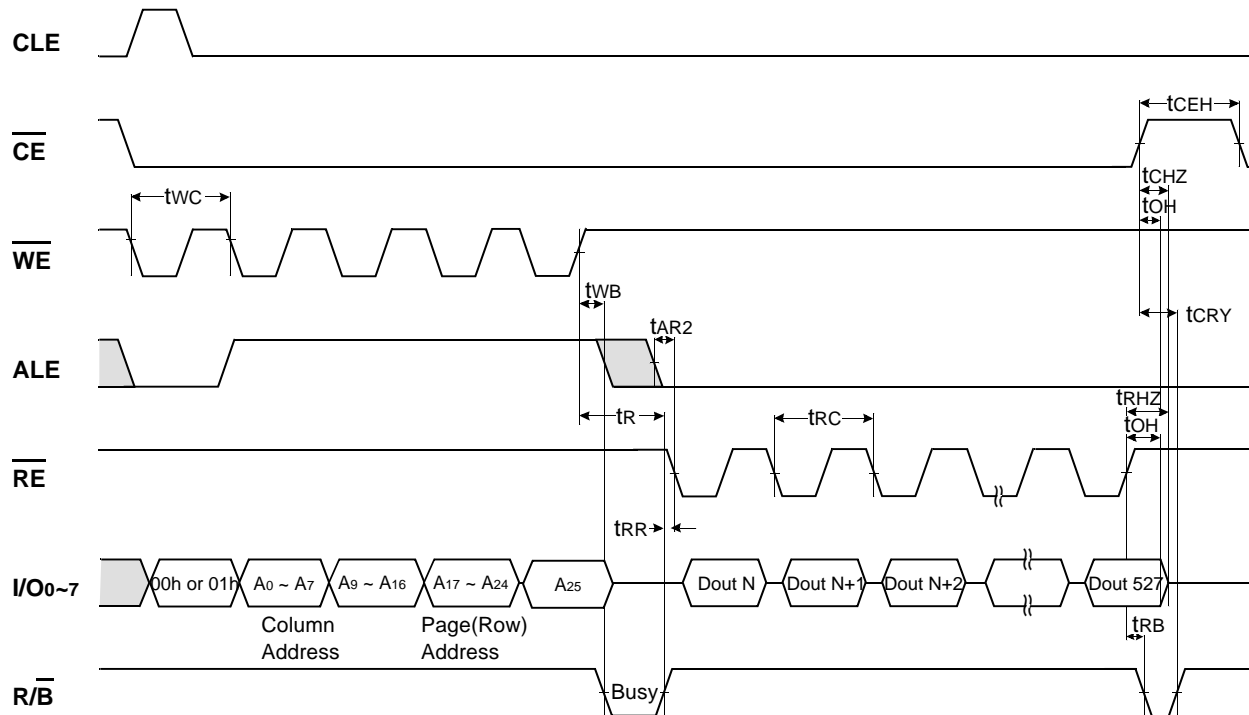 CLE
tCEH
CE
tCHZ
tWC
tOH
WE
tWB
tCRY
tAR2
ALE
tRHZ
tR
tRC
tOH
RE
tRR
I/O0~7
00h or 01h
A0 ~ A7
A9 ~ A16
A17 ~ A24
A25
Dout N
Dout N+1
Dout N+2
Dout 527
Column
Address
Page(Row)
Address
tRB
R/B
Busy